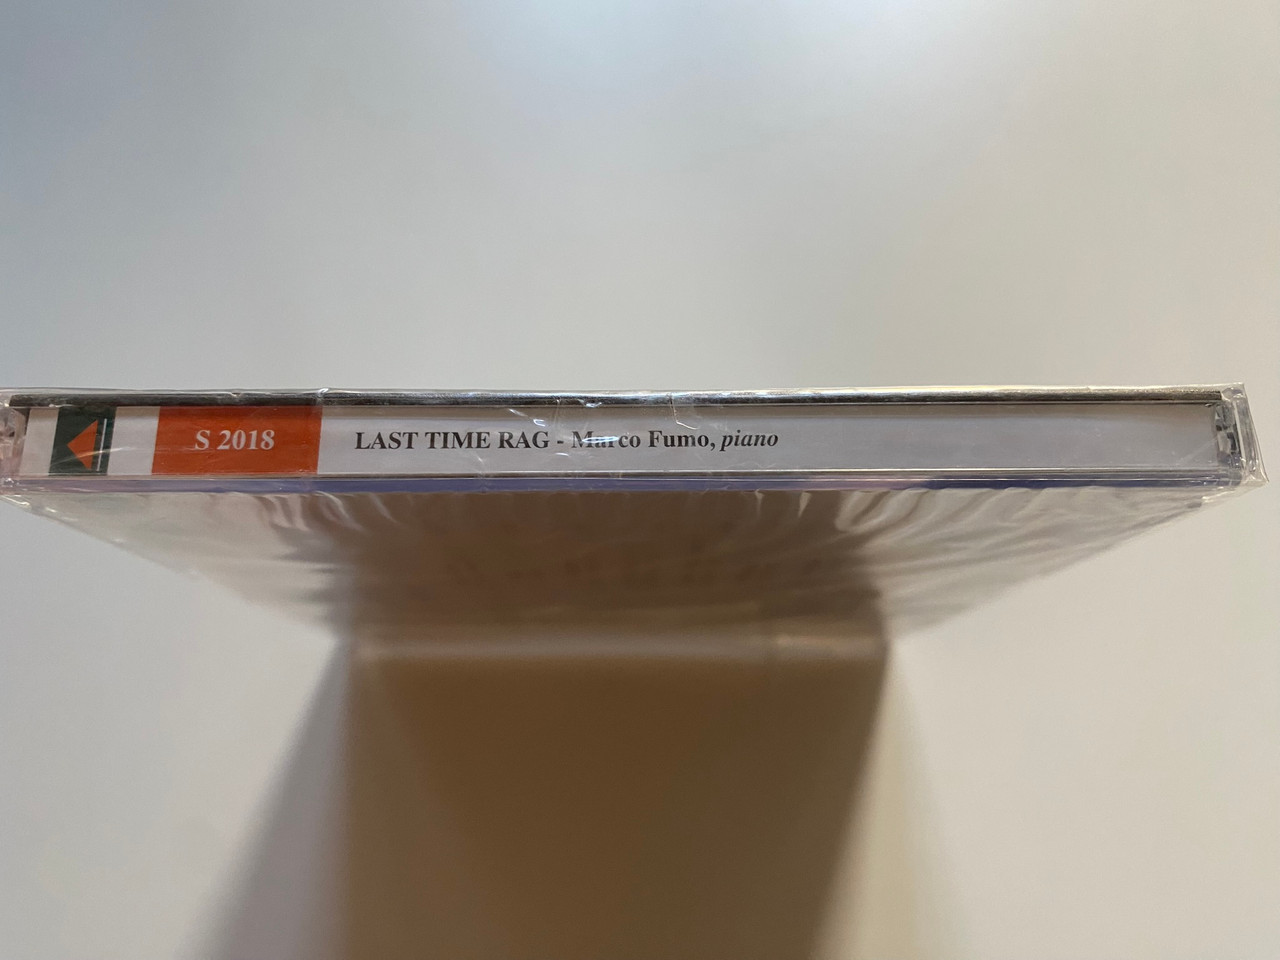 S 2018
LAST TIME RAG - Marco Fumo, piano